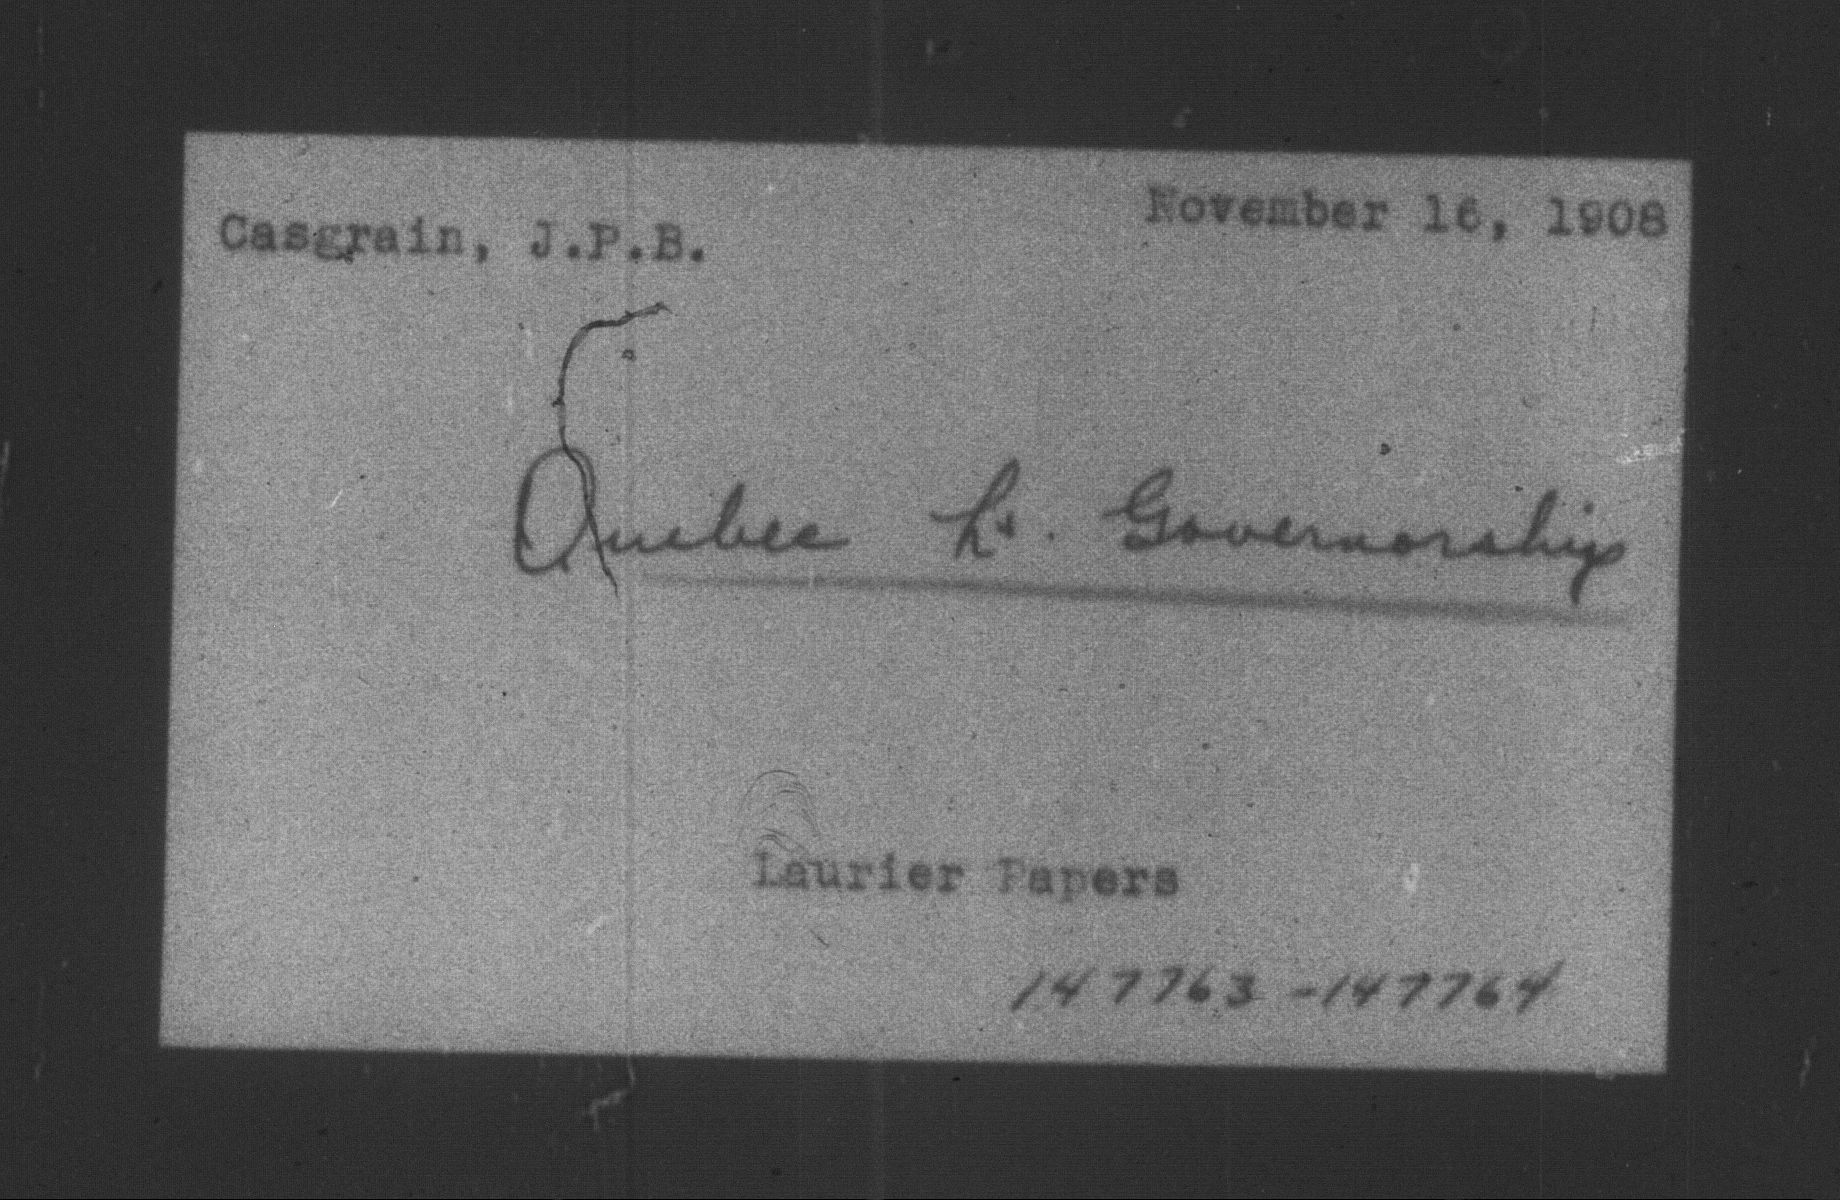 Casgrain, J.P.B.
November 16, 1908
Quebec Lt. Governorship
Laurier Papers
147763-147764